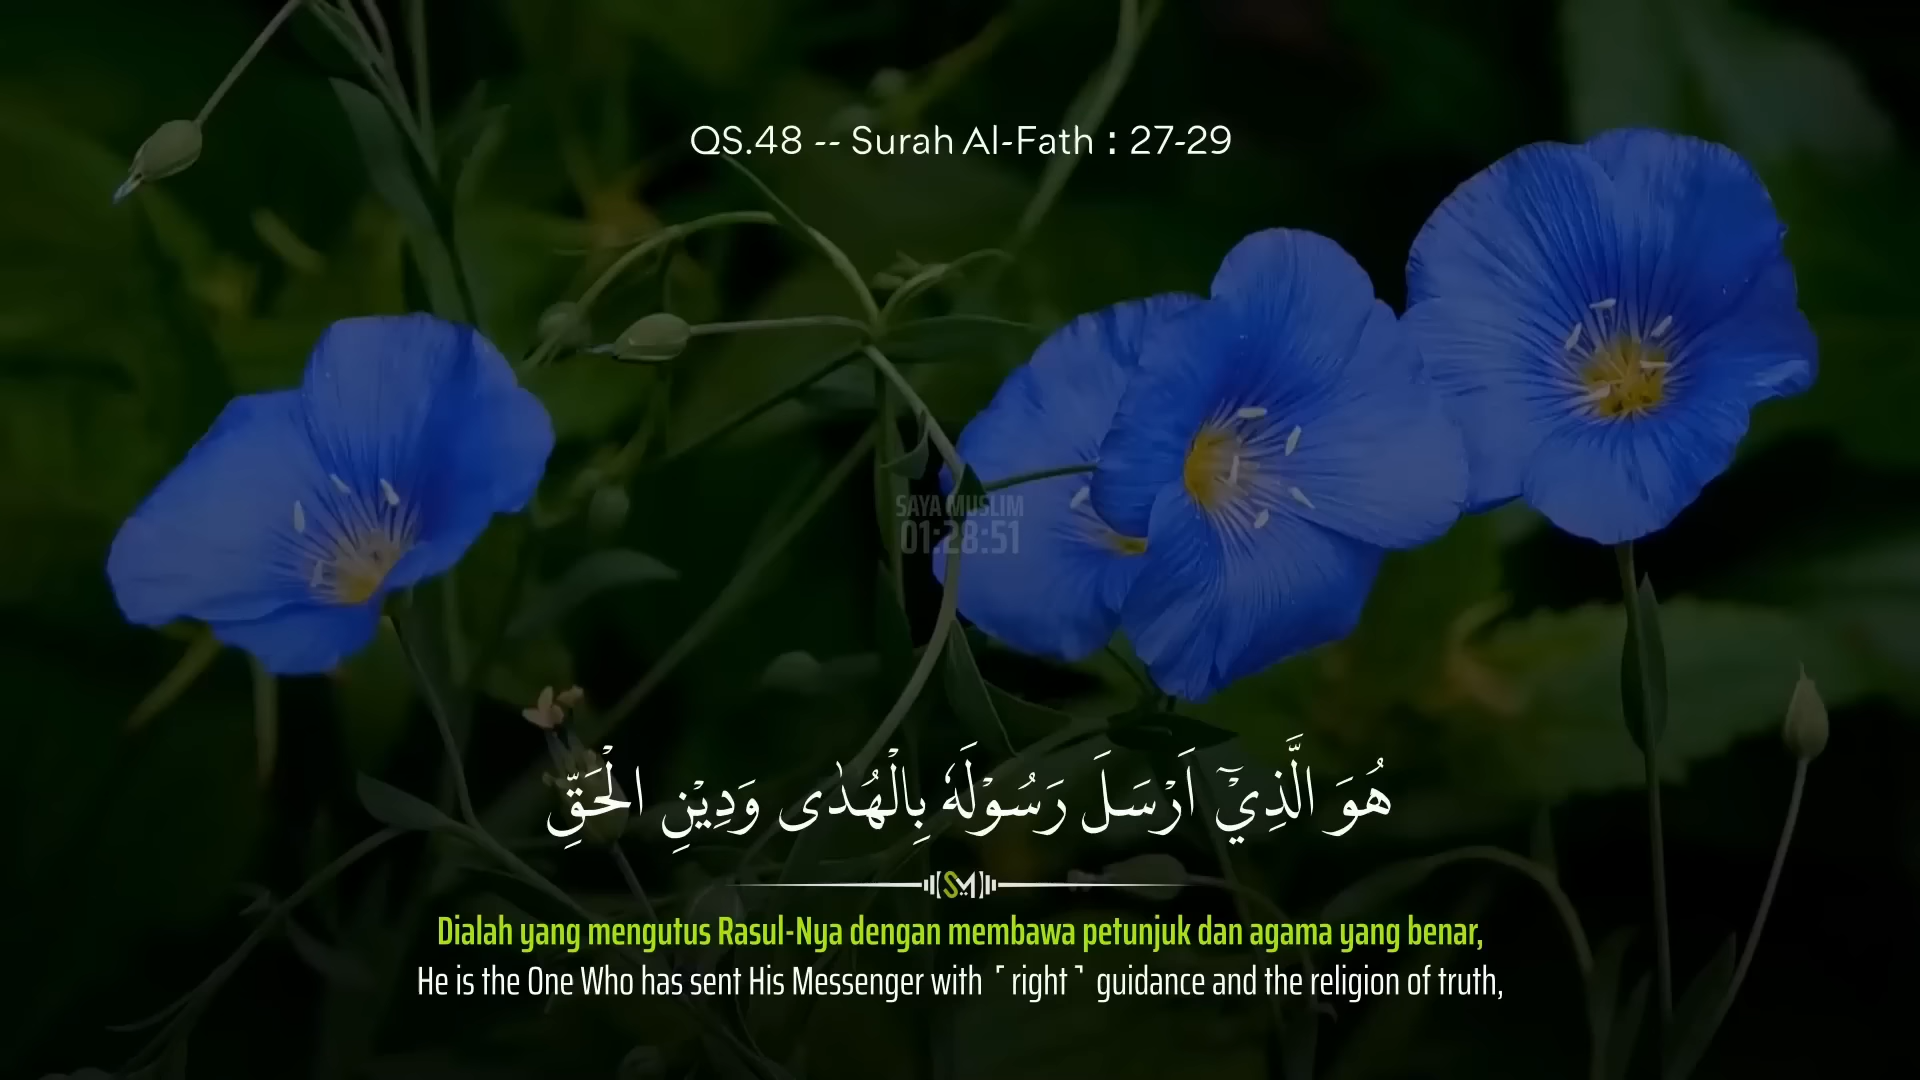 QS.48 -- Surah Al-Fath : 27-29
SAYA MUSLIM
01:28:51
هُوَ الَّذِيْٓ اَرْسَلَ رَسُوْلَهٗ بِالْهُدٰى وَدِيْنِ الْحَقِّ
SM
Dialah yang mengutus Rasul-Nya dengan membawa petunjuk dan agama yang benar,
He is the One Who has sent His Messenger with ˹right˺ guidance and the religion of truth,